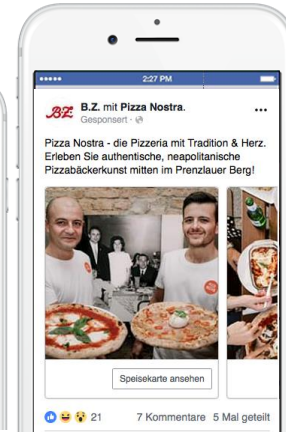 2:27 PM
B.Z. B.Z. mit Pizza Nostra.
Gesponsert ·
Pizza Nostra - die Pizzeria mit Tradition & Herz.
Erleben Sie authentische, neapolitanische
Pizzabäckerkunst mitten im Prenzlauer Berg!
Speisekarte ansehen
21 7 Kommentare 5 Mal geteilt